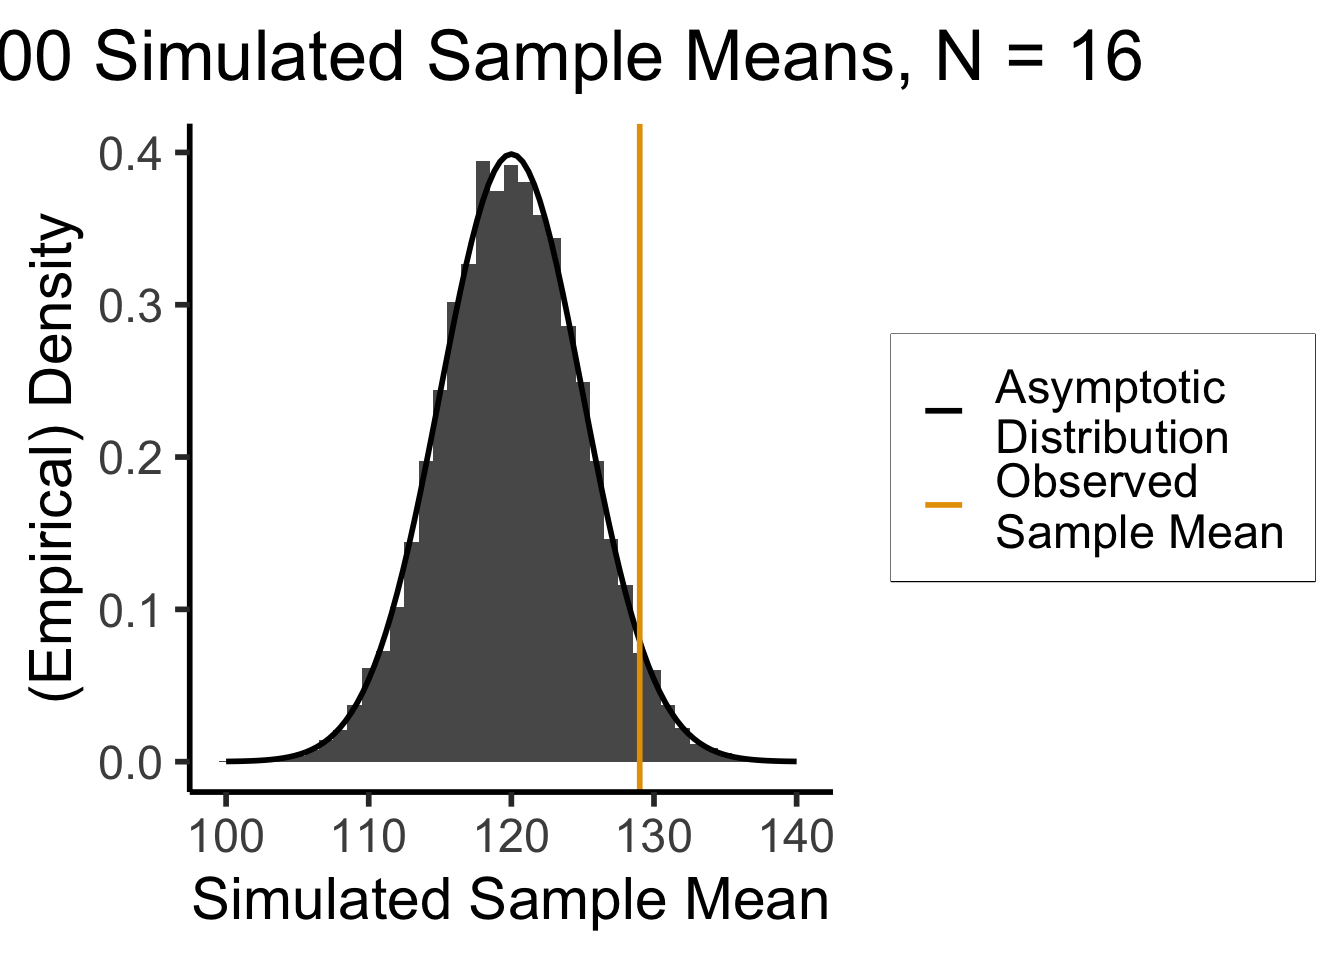 00 Simulated Sample Means, N = 16
(Empirical) Density
0.4
0.3
0.2
0.1
0.0
100 110 120 130 140
Simulated Sample Mean
Asymptotic
Distribution
Observed
Sample Mean